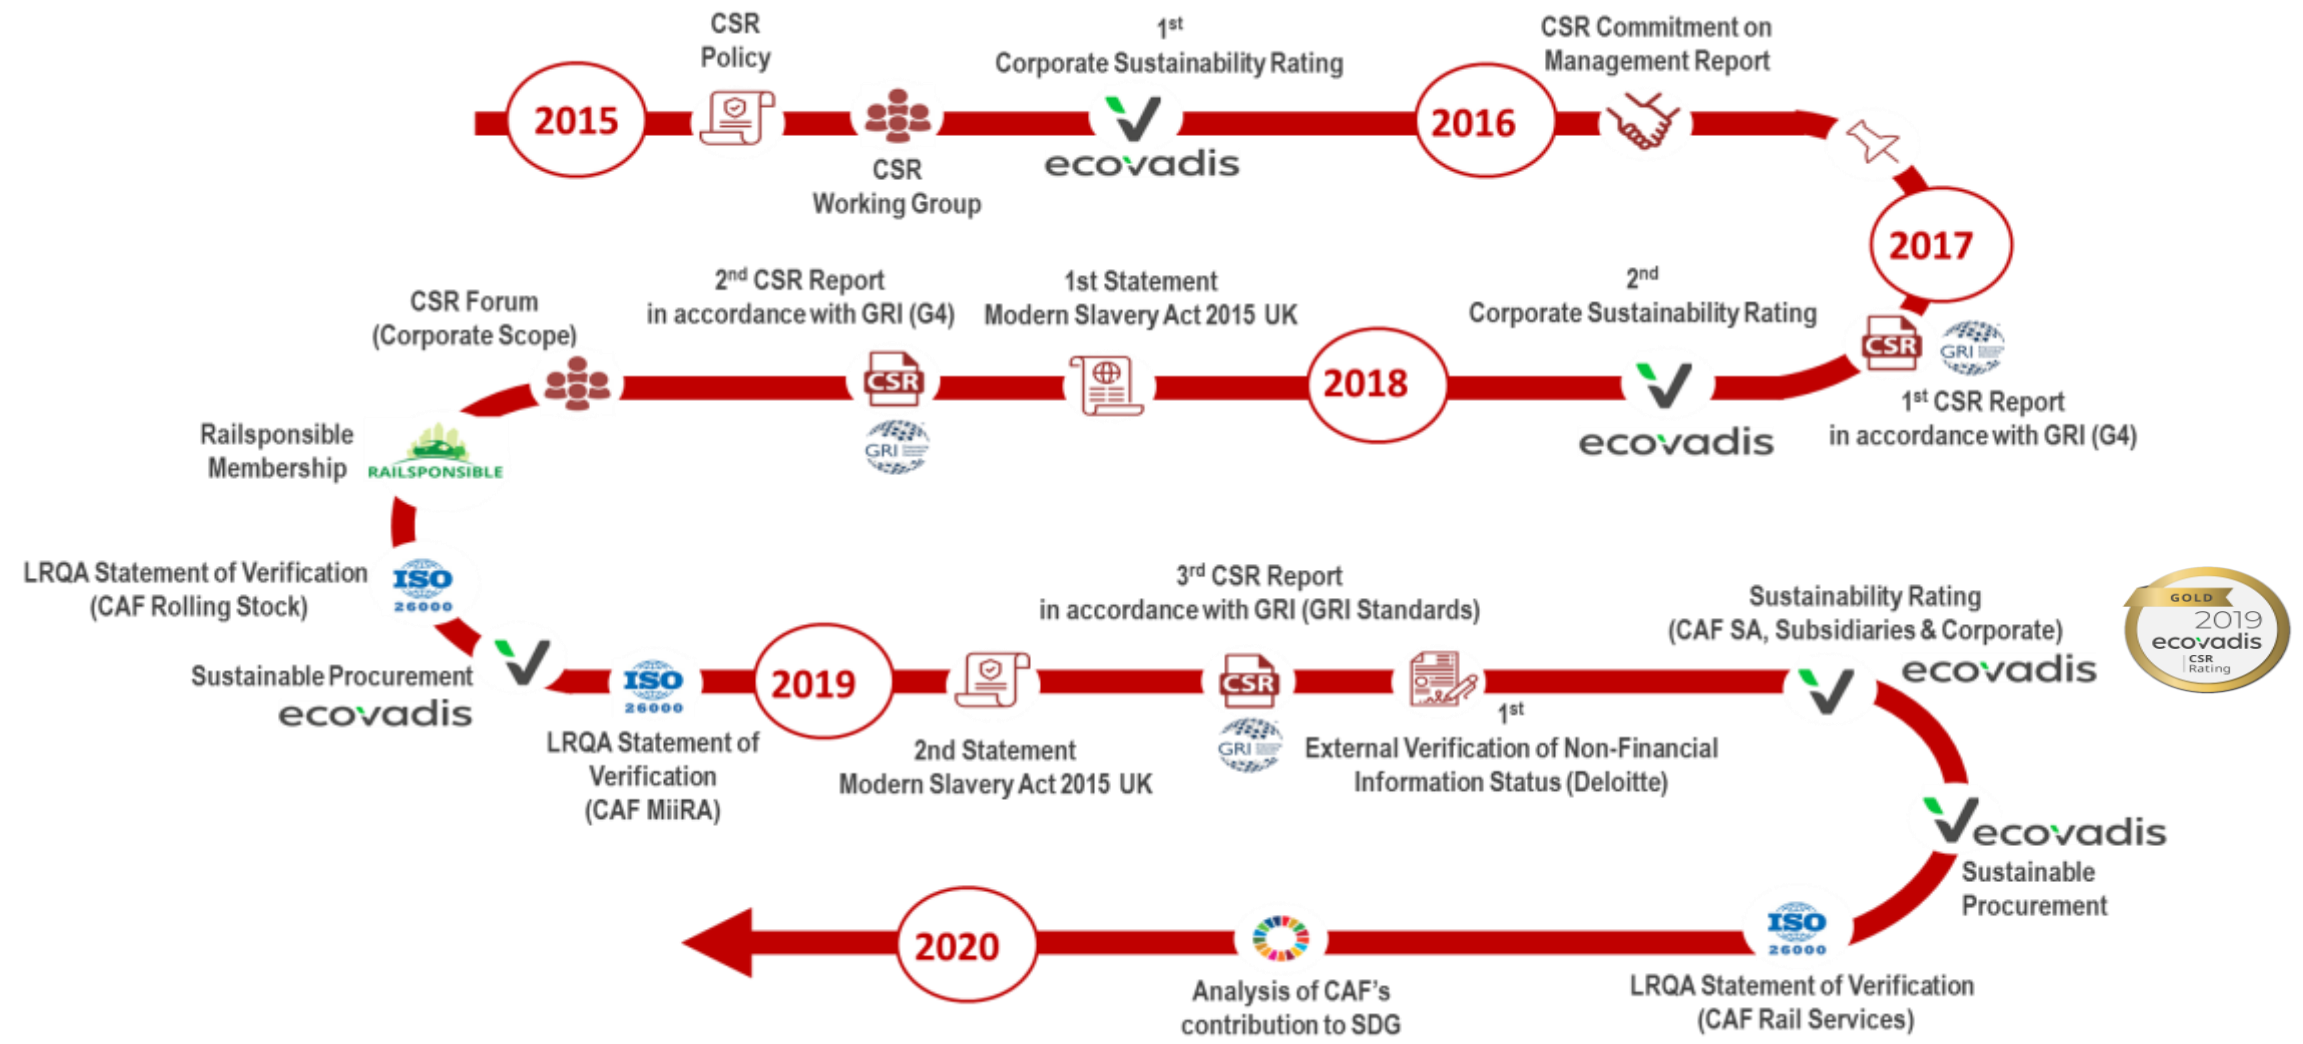 2015
CSR
Policy
CSR
Working Group
1st
Corporate Sustainability Rating
ecovadis
2016
CSR Commitment on
Management Report
2017
CSR
GRI
1st CSR Report
in accordance with GRI (G4)
2nd
Corporate Sustainability Rating
ecovadis
2018
1st Statement
Modern Slavery Act 2015 UK
2nd CSR Report
in accordance with GRI (G4)
CSR
GRI
CSR Forum
(Corporate Scope)
Railsponsible
Membership
RAILSPONSIBLE
LRQA Statement of Verification
(CAF Rolling Stock)
ISO
26000
Sustainable Procurement
ecovadis
ISO
26000
LRQA Statement of
Verification
(CAF MiiRA)
2019
2nd Statement
Modern Slavery Act 2015 UK
3rd CSR Report
in accordance with GRI (GRI Standards)
CSR
GRI
1st
External Verification of Non-Financial
Information Status (Deloitte)
Sustainability Rating
(CAF SA, Subsidiaries & Corporate)
ecovadis
GOLD
2019
ecovadis
CSR
Rating
ecovadis
Sustainable
Procurement
ISO
26000
LRQA Statement of Verification
(CAF Rail Services)
Analysis of CAF's
contribution to SDG
2020